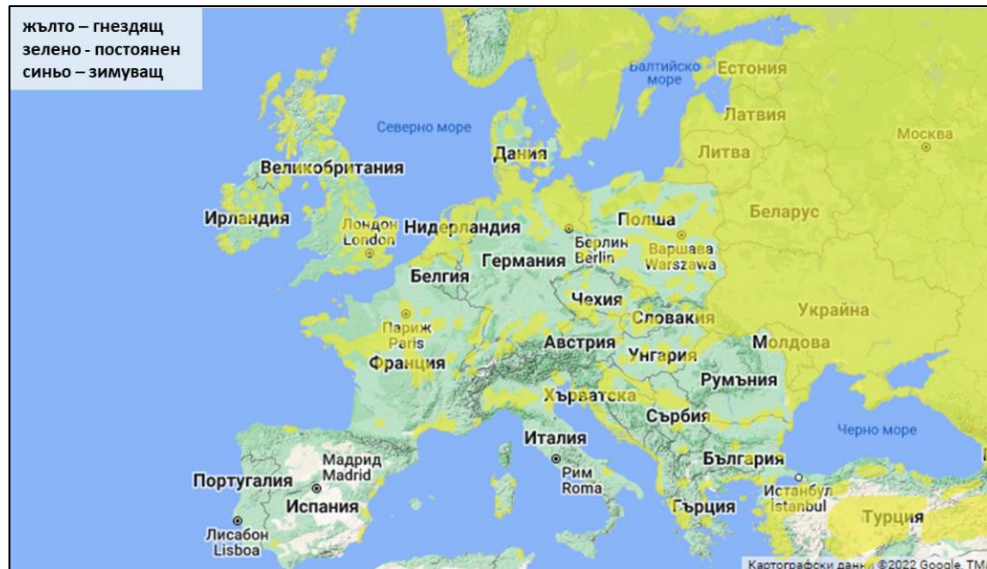 жълто – гнездящ
зелено - постоянен
синьо – зимуващ
Балтийско
море
Естония
Латвия
Северно море
Москва
Литва
Дания
Великобритания
Беларус
Ирландия
Лондон
London
Нидерландия
Полша
Берлин
Berlin
Варшава
Warszawa
Германия
Белгия
Чехия
Украйна
Париж
Paris
Словакия
Австрия
Унгария
Молдова
Франция
Румъния
Хърватска
Сърбия
Черно море
Италия
България
Мадрид
Madrid
Рим
Roma
Португалия
Испания
Гърция
Истанбул
İstanbul
Турция
Лисабон
Lisboa
Картографски данни ©2022 Google, TM